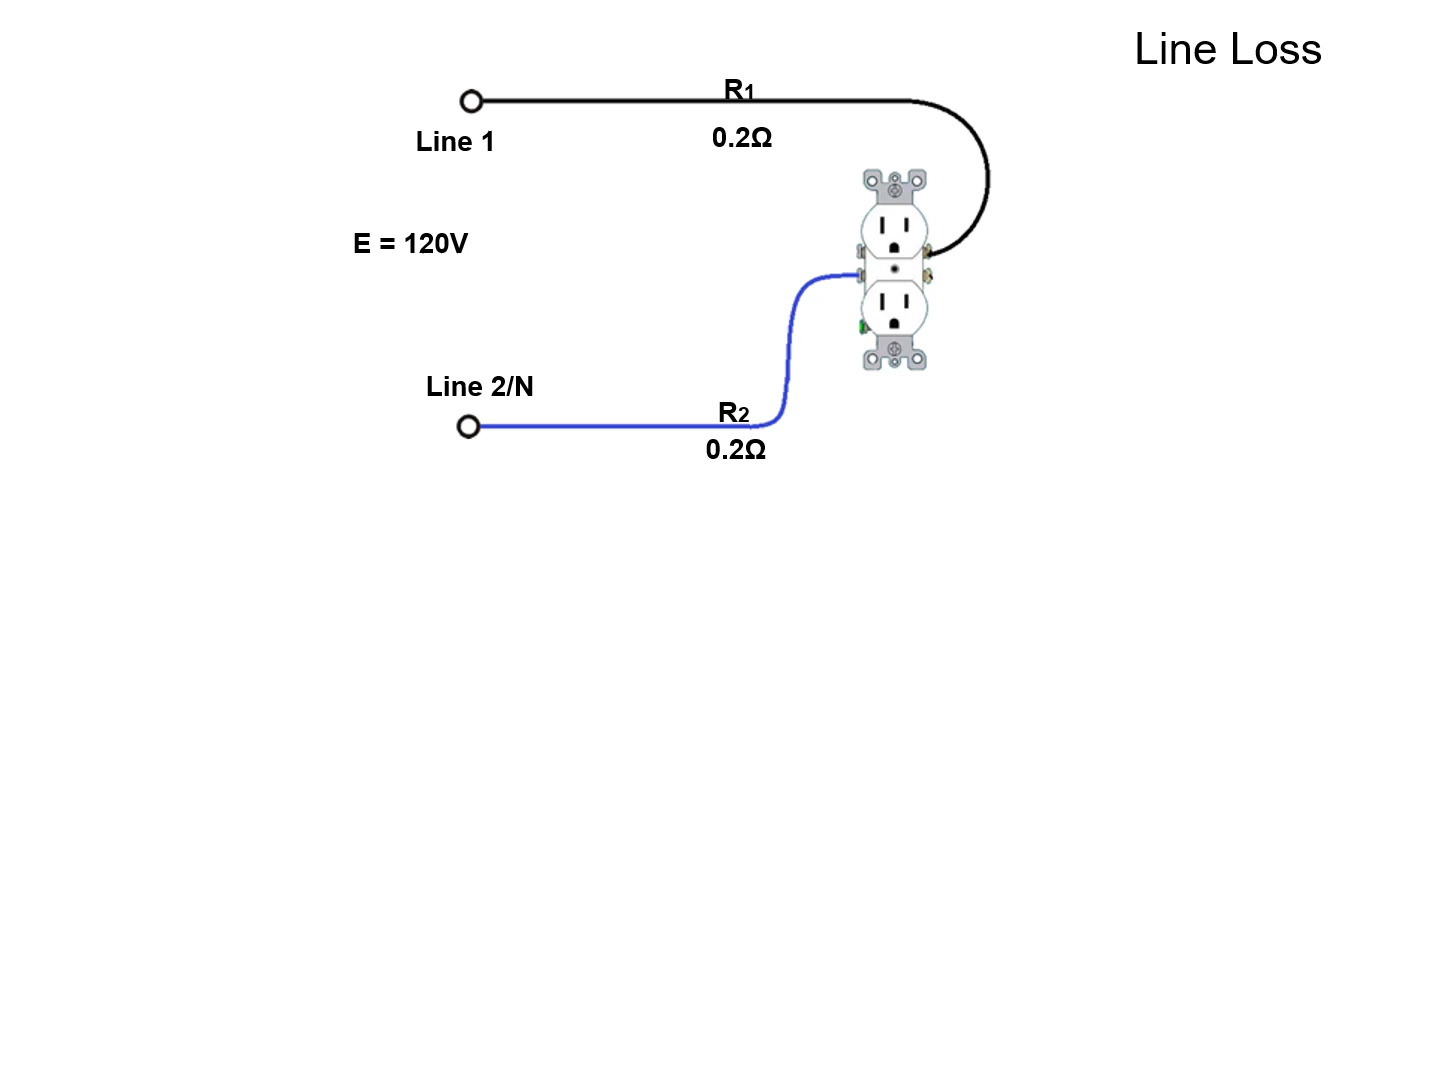 Line Loss
R1
0.2Ω
Line 1
E = 120V
Line 2/N
R2
0.2Ω